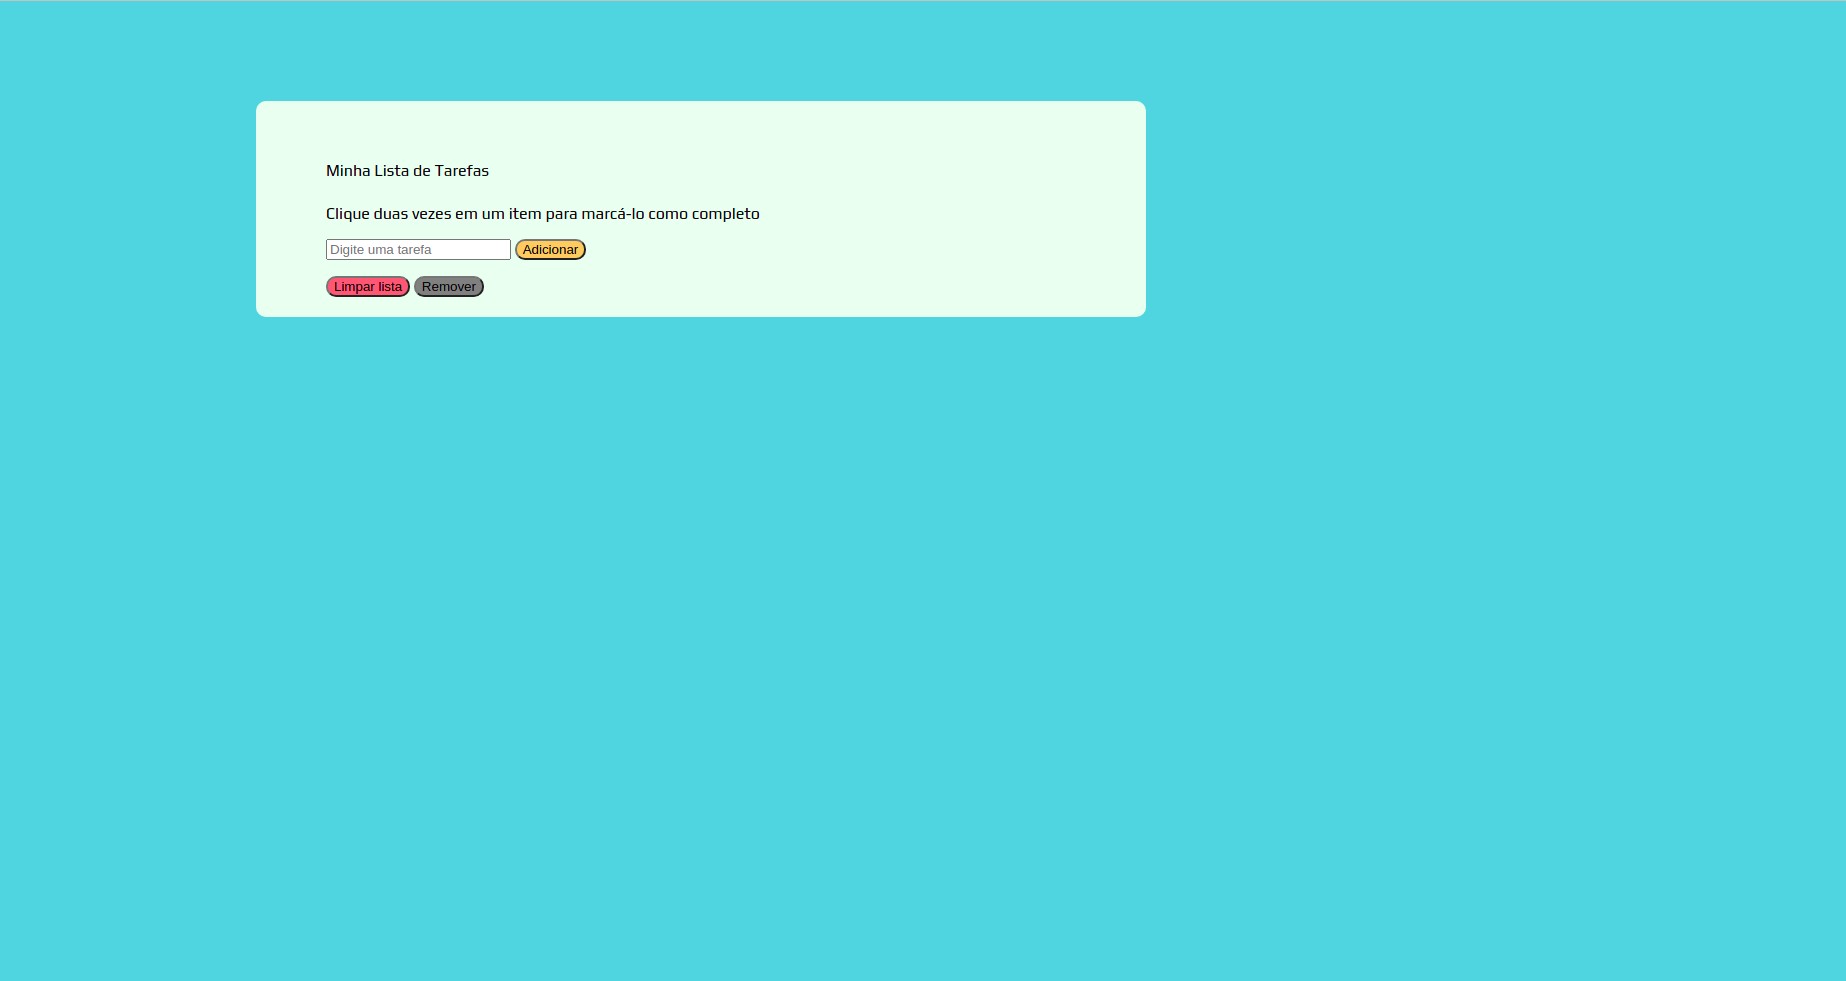 Minha Lista de Tarefas
Clique duas vezes em um item para marcá-lo como completo
Digite uma tarefa Adicionar
Limpar lista Remover